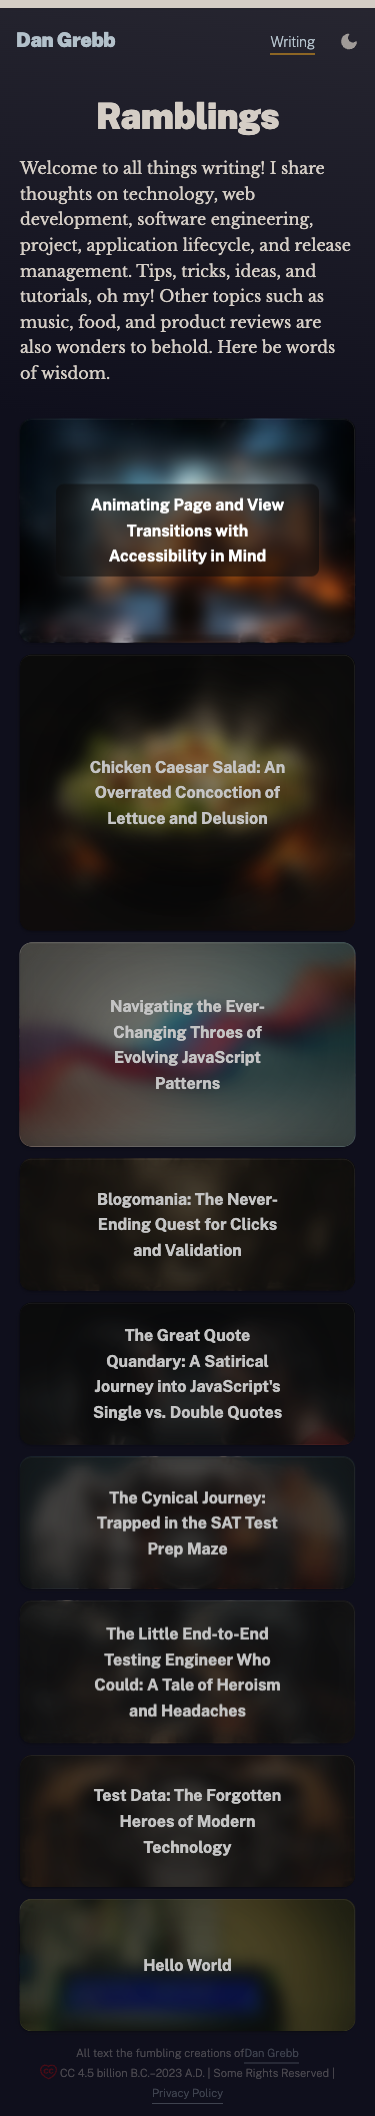 Dan Grebb
Writing
Ramblings
Welcome to all things writing! I share
thoughts on technology, web
development, software engineering,
project, application lifecycle, and release
management. Tips, tricks, ideas, and
tutorials, oh my! Other topics such as
music, food, and product reviews are
also wonders to behold. Here be words
of wisdom.
Animating Page and View
Transitions with
Accessibility in Mind
Chicken Caesar Salad: An
Overrated Concoction of
Lettuce and Delusion
Navigating the Ever-
Changing Throes of
Evolving JavaScript
Patterns
Blogomania: The Never-
Ending Quest for Clicks
and Validation
The Great Quote
Quandary: A Satirical
Journey into JavaScript's
Single vs. Double Quotes
The Cynical Journey:
Trapped in the SAT Test
Prep Maze
The Little End-to-End
Testing Engineer Who
Could: A Tale of Heroism
and Headaches
Test Data: The Forgotten
Heroes of Modern
Technology
Hello World
All text the fumbling creations ofDan Grebb
CC 4.5 billion B.C.–2023 A.D. | Some Rights Reserved |
Privacy Policy